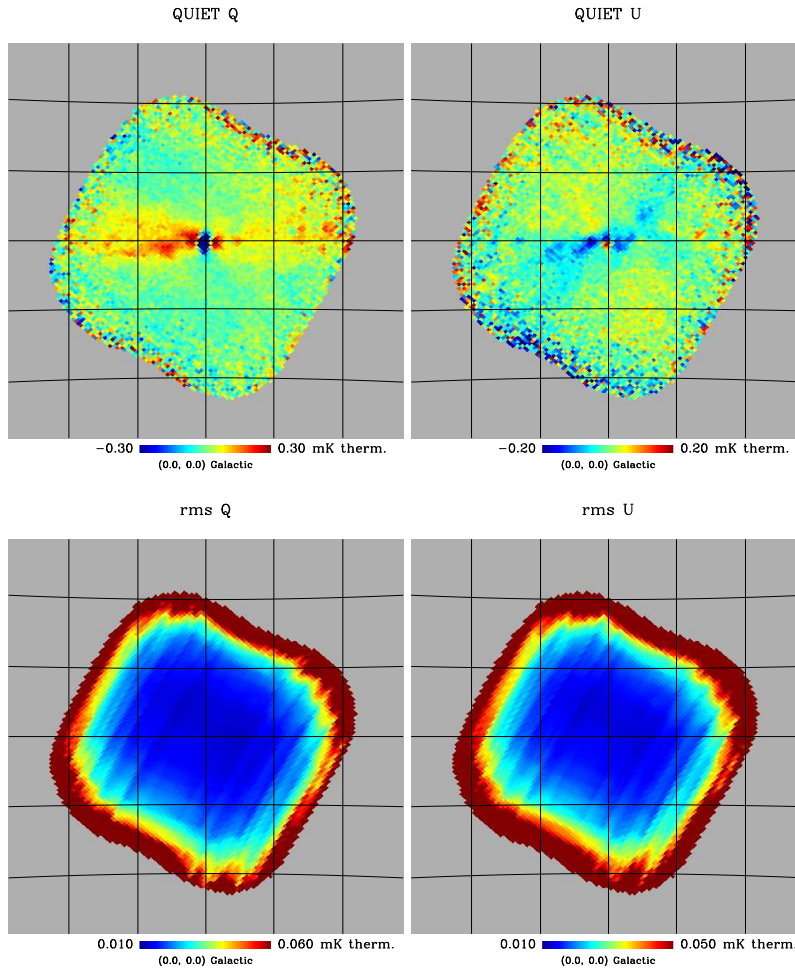 QUIET Q
QUIET U
−0.30 0.30 mK therm.
(0.0, 0.0) Galactic
−0.20 0.20 mK therm.
(0.0, 0.0) Galactic
rms Q
rms U
0.010 0.060 mK therm.
(0.0, 0.0) Galactic
0.010 0.050 mK therm.
(0.0, 0.0) Galactic